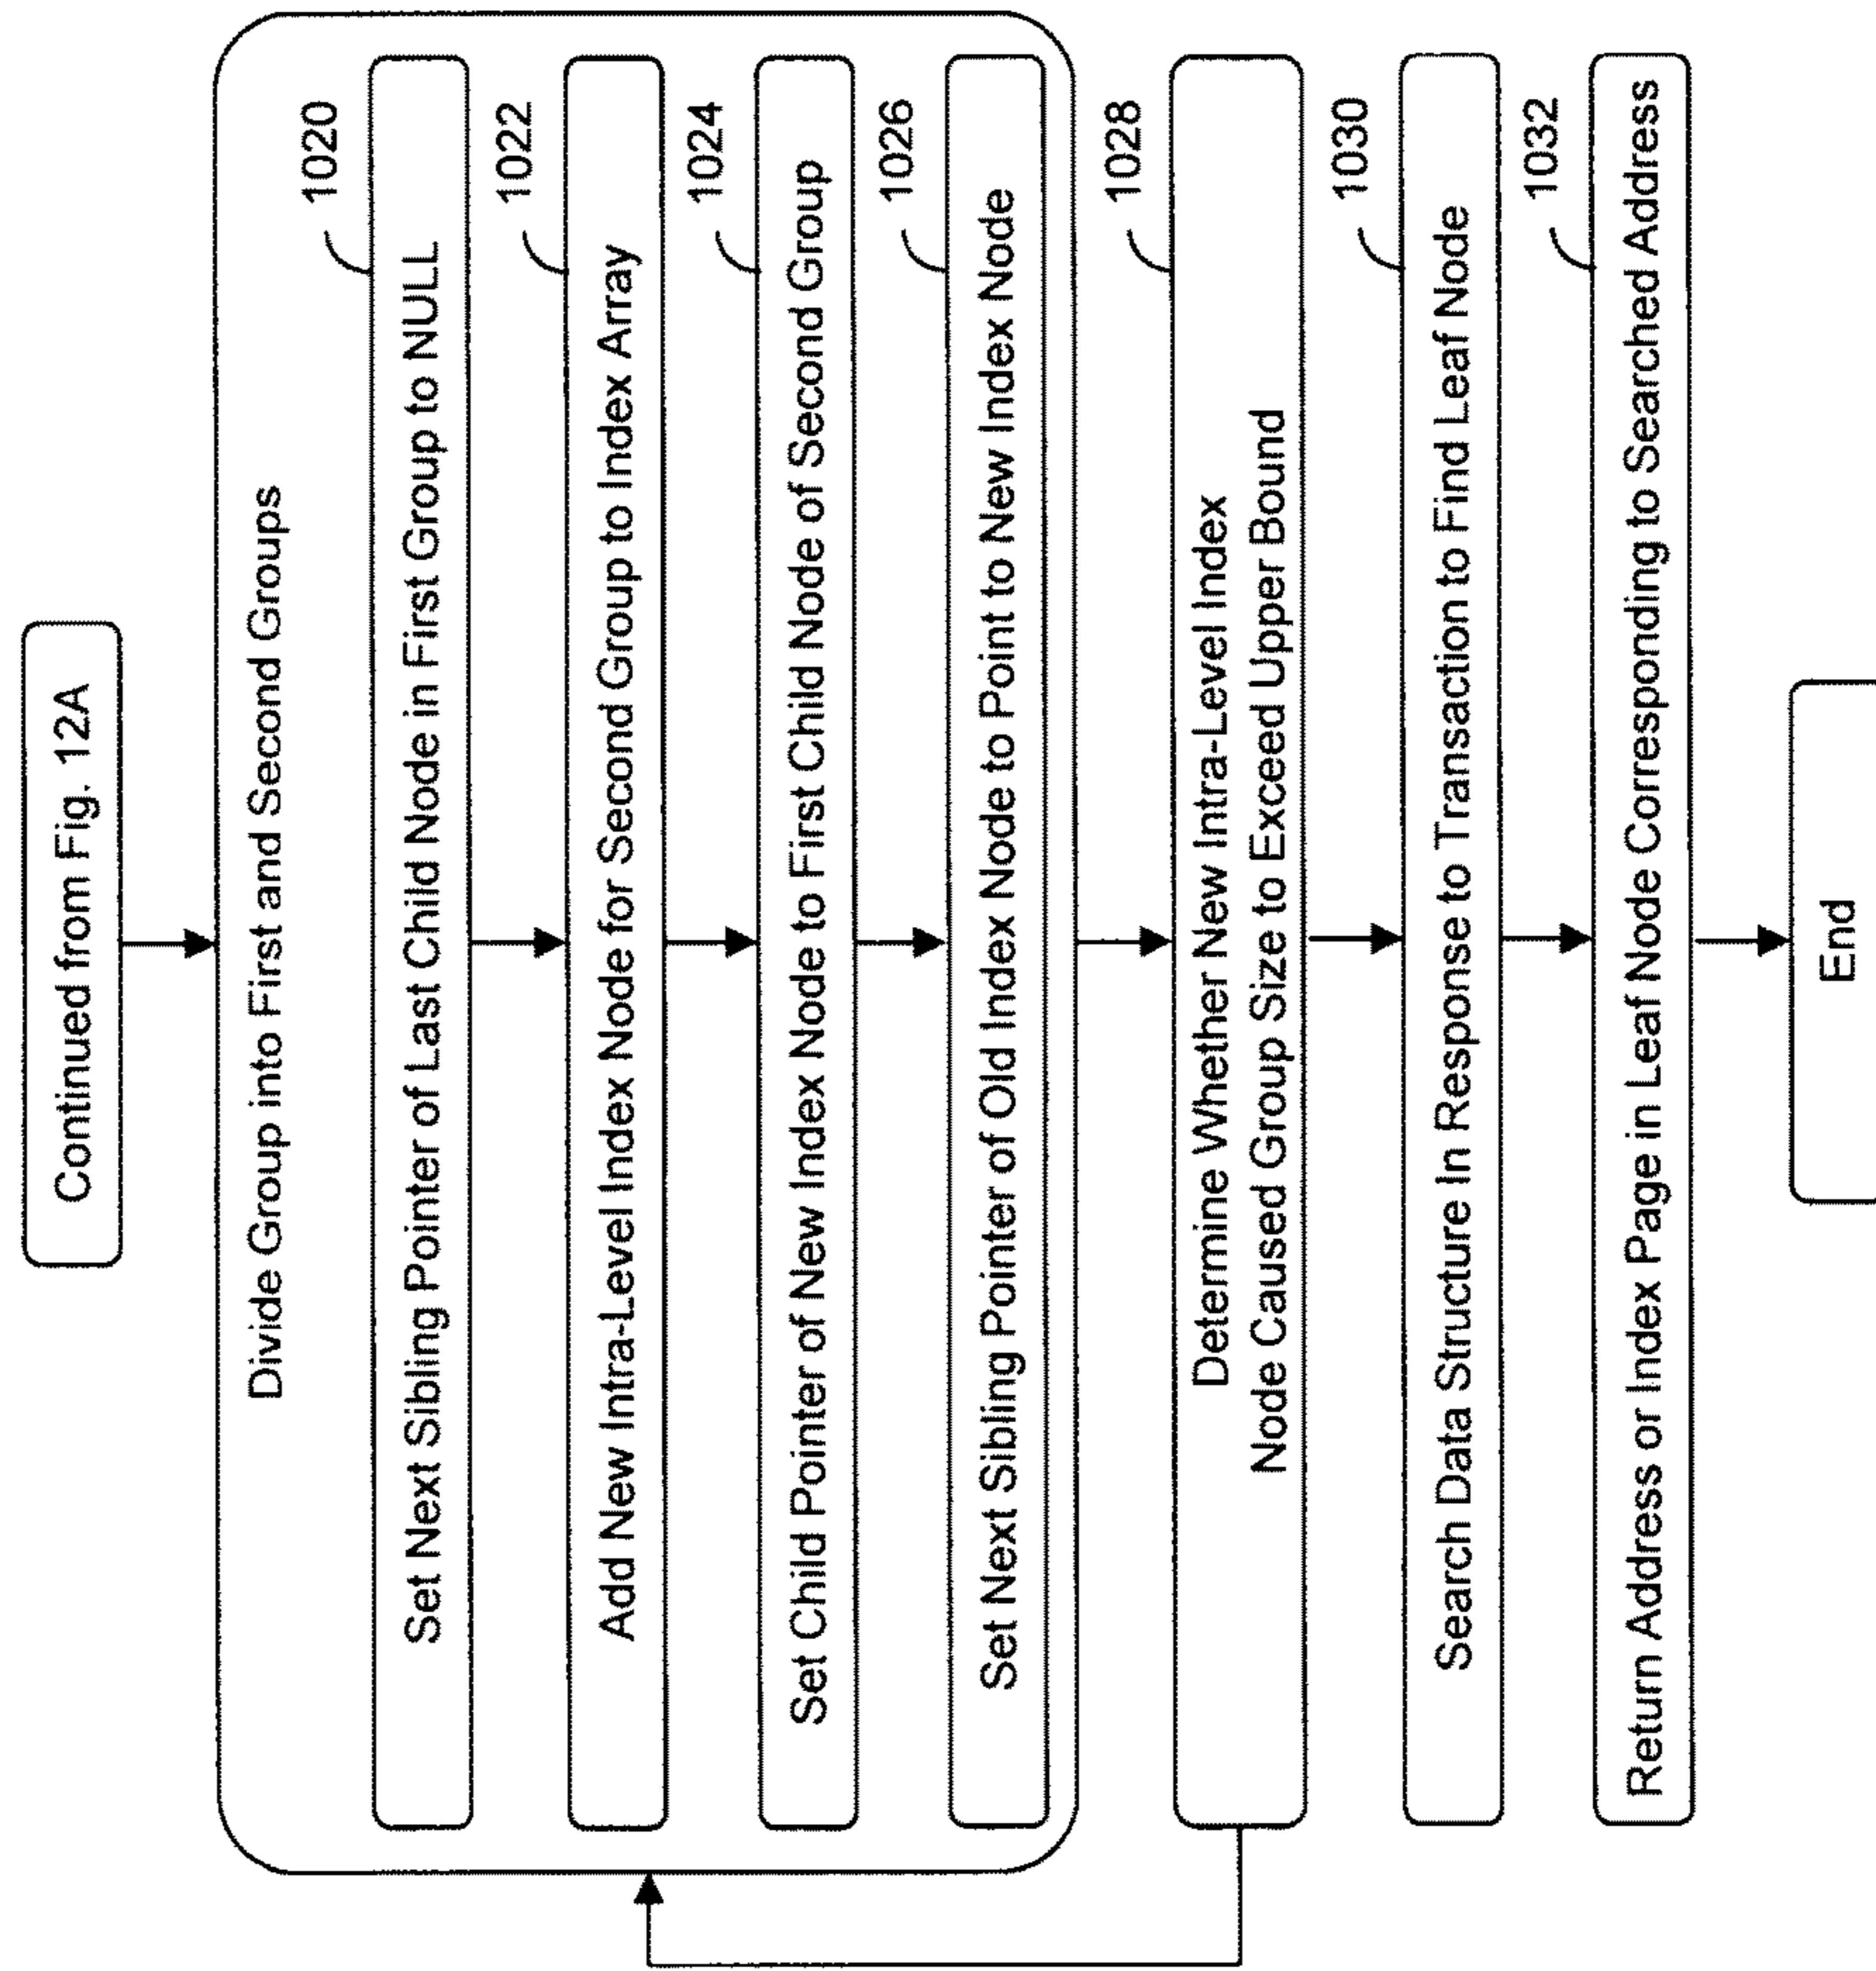 Continued from Fig. 12A
Divide Group into First and Second Groups
1020
Set Next Sibling Pointer of Last Child Node in First Group to NULL
1022
Add New Intra-Level Index Node for Second Group to Index Array
1024
Set Child Pointer of New Index Node to First Child Node of Second Group
1026
Set Next Sibling Pointer of Old Index Node to Point to New Index Node
1028
Determine Whether New Intra-Level Index
Node Caused Group Size to Exceed Upper Bound
1030
Search Data Structure In Response to Transaction to Find Leaf Node
1032
Return Address or Index Page in Leaf Node Corresponding to Searched Address
End